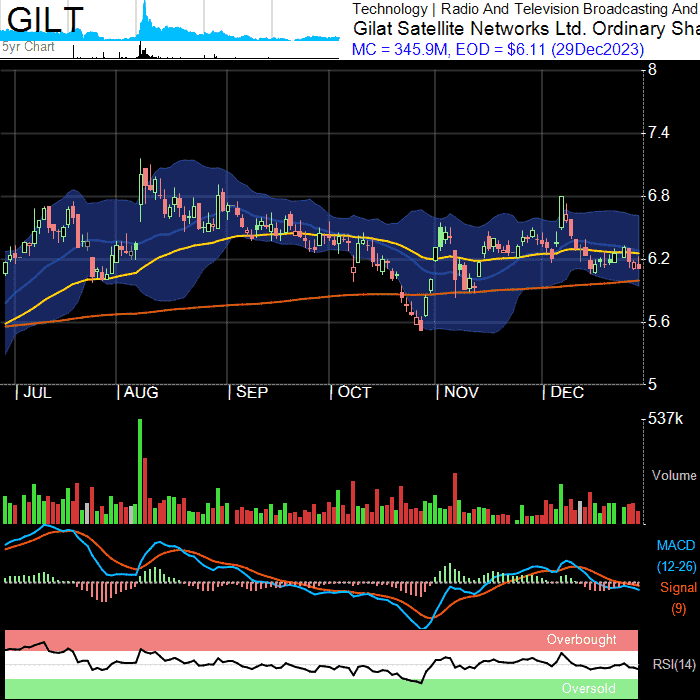 GILT
5yr Chart
Technology | Radio And Television Broadcasting And
Gilat Satellite Networks Ltd. Ordinary Sha
MC = 345.9M, EOD = $6.11 (29Dec2023)
8
7.4
6.8
6.2
5.6
5
| JUL | AUG | SEP | OCT | NOV | DEC
537k
Volume
MACD
(12-26)
Signal
(9)
Overbought
RSI(14)
Oversold